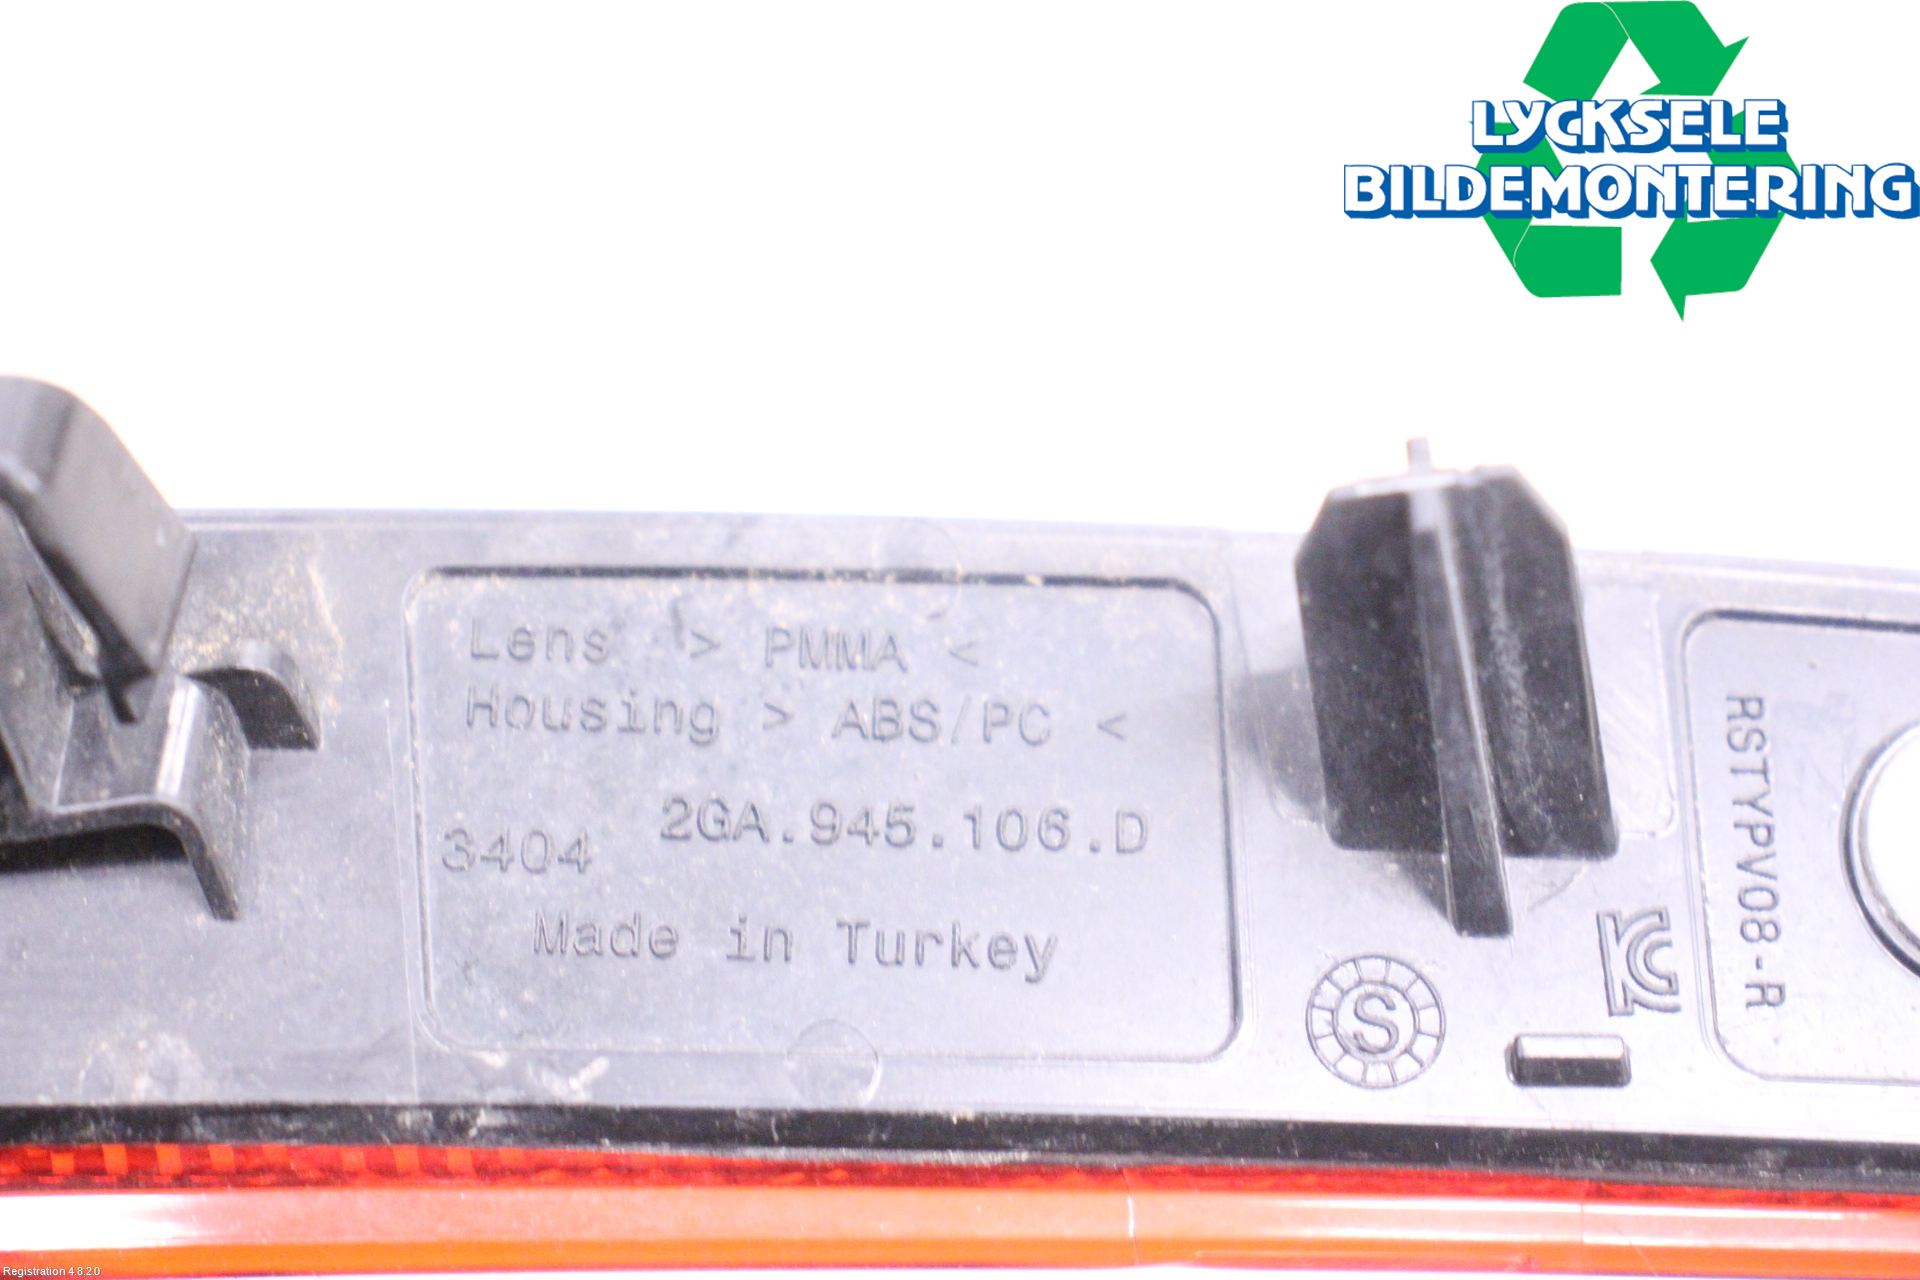 LYCKSELE
BILDEMONTERING
Lens > PMMA <
Housing > ABS/PC <
3404 2GA.945.106.D
Made in Turkey
S
KC
RSTYPV08-R
Registration 4.8.2.0